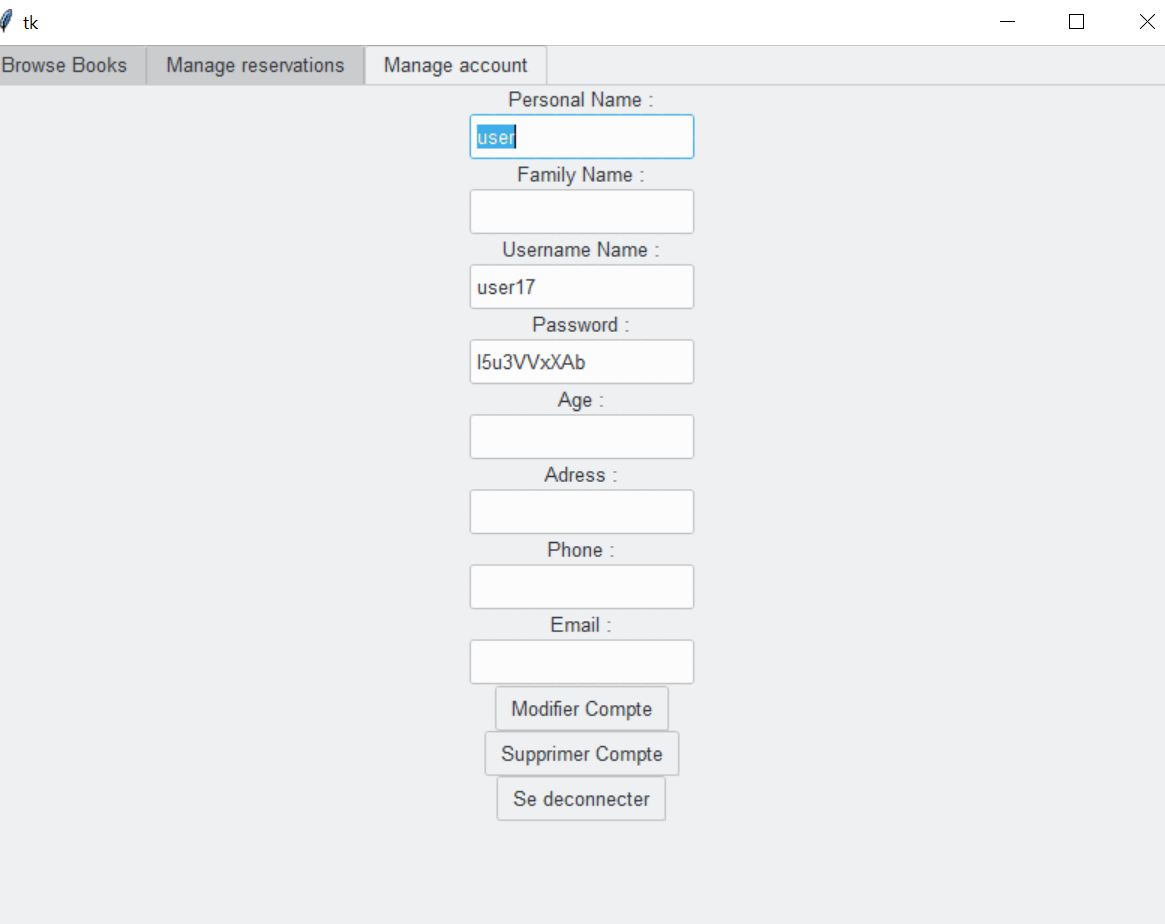 tk
Browse Books Manage reservations Manage account
Personal Name :
user
Family Name :
Username Name :
user17
Password :
l5u3VVxXAb
Age :
Adress :
Phone :
Email :
Modifier Compte
Supprimer Compte
Se deconnecter